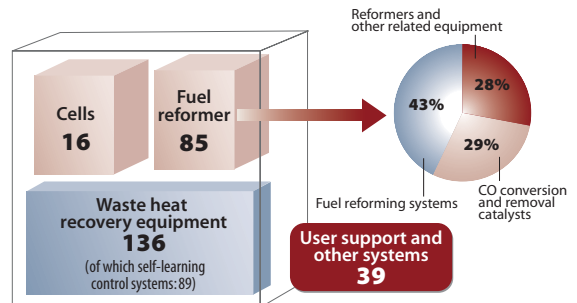 Reformers and
other related equipment
28%
43%
29%
Fuel reforming systems
CO conversion
and removal
catalysts
Cells
16
Fuel
reformer
85
Waste heat
recovery equipment
136
(of which self-learning
control systems: 89)
User support and
other systems
39